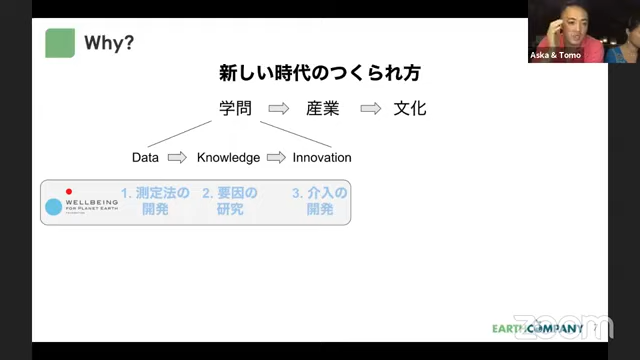 Why?
Aska & Tomo
新しい時代のつくられ方
学問 産業 文化
Data Knowledge Innovation
WELLBEING
FOR PLANET EARTH
1. 測定法の
開発
2. 要因の
研究
3. 介入の
開発
EARTH COMPANY
zoom